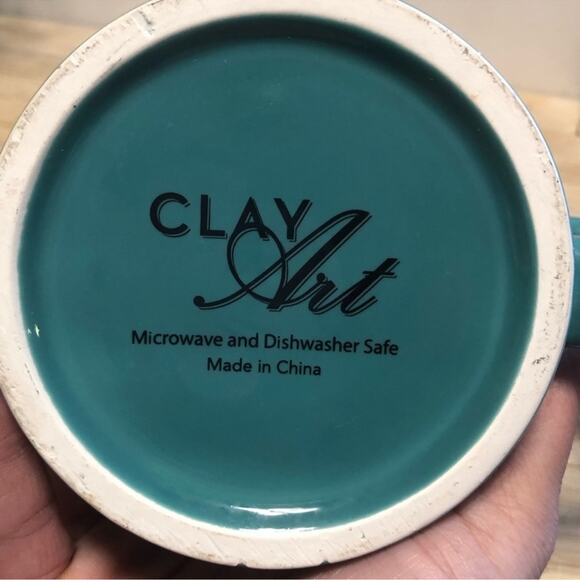 CLAY
Art
Microwave and Dishwasher Safe
Made in China